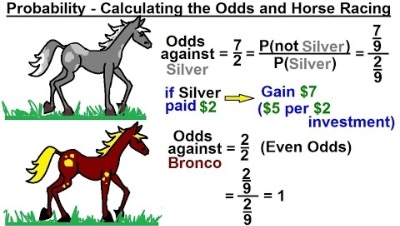 Probability - Calculating the Odds and Horse Racing
Odds against Silver = 7/2 = P(not Silver)/P(Silver) = 7/9 / 2/9
if Silver paid $2 → Gain $7
($5 per $2
investment)
Odds against Bronco = 2/2 (Even Odds)
= 2/9 / 2/9 = 1